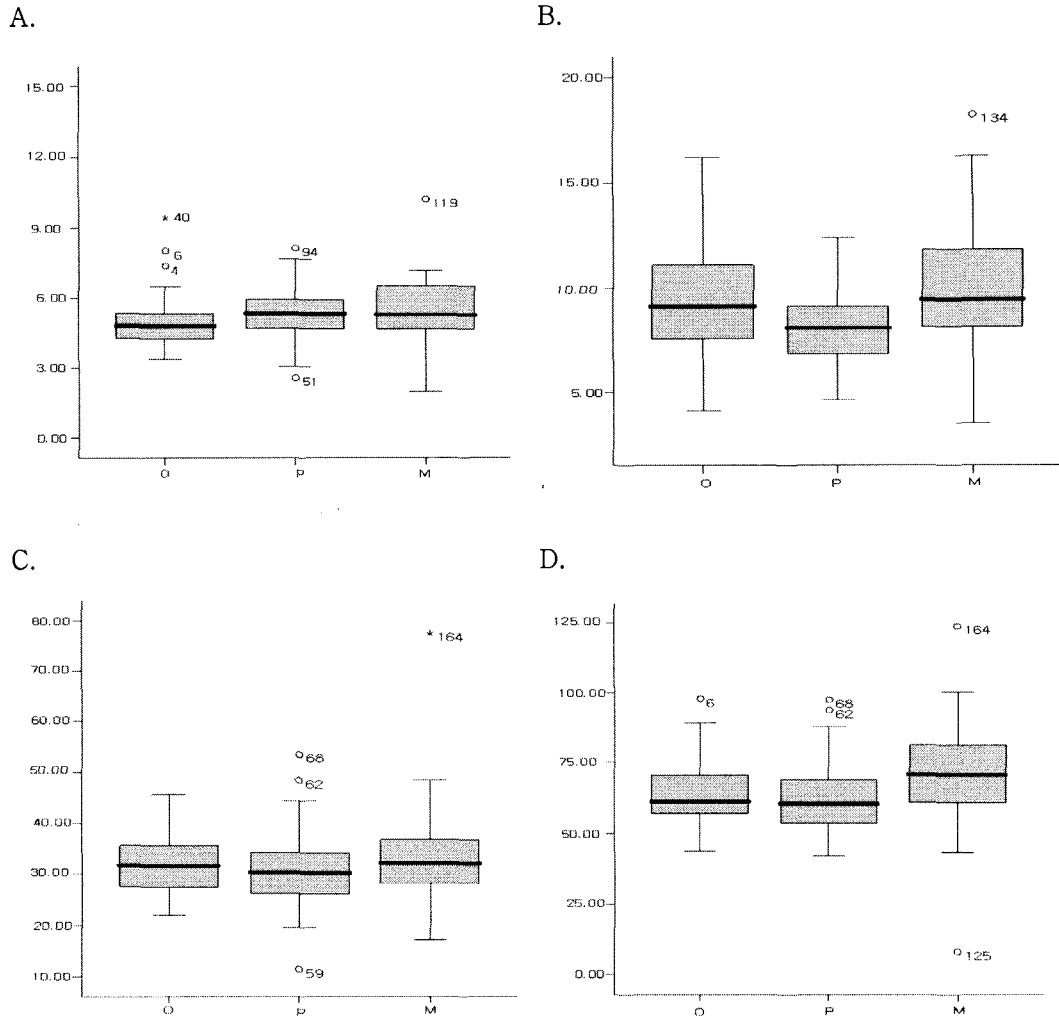 A.
15.00
12.00
9.00
6.00
3.00
0.00
* 40
o 6
o 4
o 94
o 51
o 119
O P M
B.
20.00
15.00
10.00
5.00
o 134
O P M
C.
80.00
70.00
60.00
50.00
40.00
30.00
20.00
10.00
* 164
o 68
o 62
o 59
O P M
D.
125.00
100.00
75.00
50.00
25.00
0.00
o 6
o 68
o 62
o 164
o 125
O P M